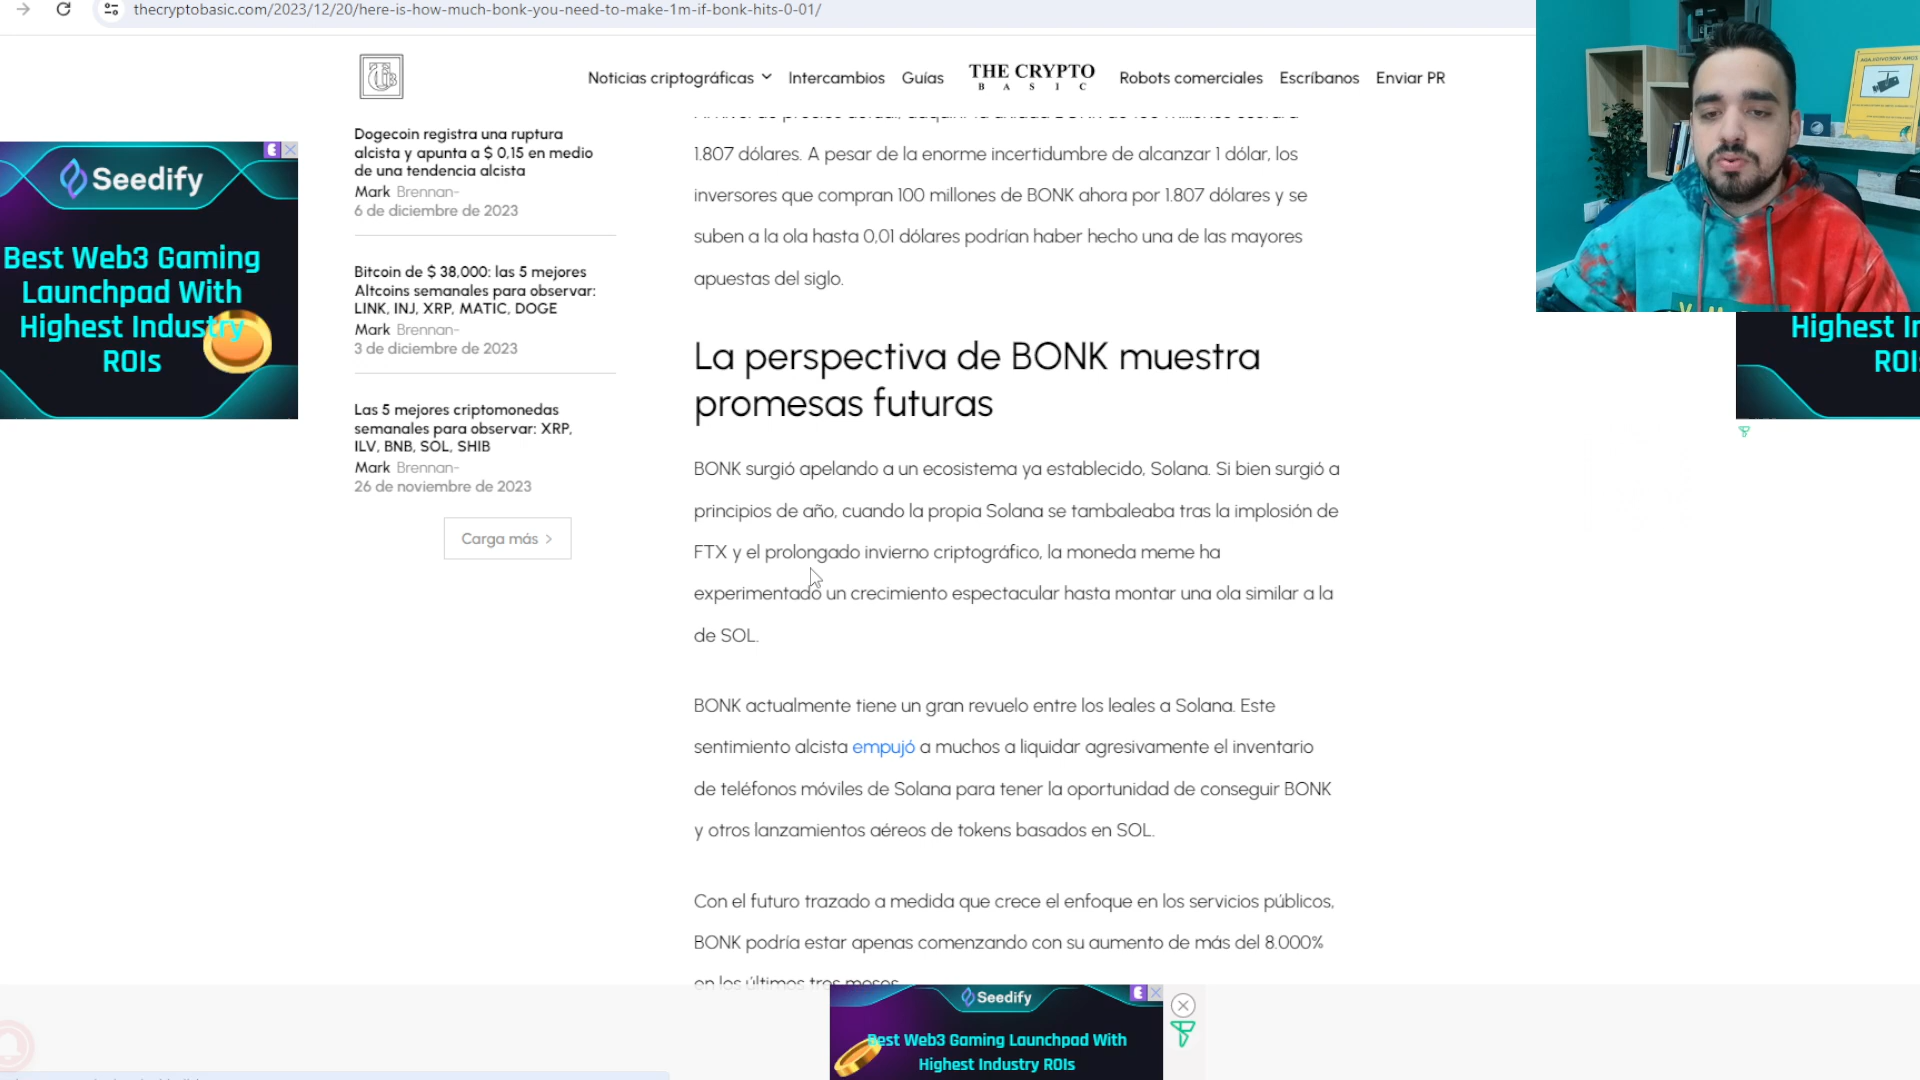 thecryptobasic.com/2023/12/20/here-is-how-much-bonk-you-need-to-make-1m-if-bonk-hits-0-01/
Noticias criptográficas
Intercambios
Guías
THE CRYPTO
BASIC
Robots comerciales
Escríbanos
Enviar PR
Dogecoin registra una ruptura
alcista y apunta a $ 0,15 en medio
de una tendencia alcista
Mark Brennan-
6 de diciembre de 2023
Bitcoin de $ 38,000: las 5 mejores
Altcoins semanales para observar:
LINK, INJ, XRP, MATIC, DOGE
Mark Brennan-
3 de diciembre de 2023
Las 5 mejores criptomonedas
semanales para observar: XRP,
ILV, BNB, SOL, SHIB
Mark Brennan-
26 de noviembre de 2023
Carga más >
Seedify
Best Web3 Gaming
Launchpad With
Highest Industry
ROIs
1.807 dólares. A pesar de la enorme incertidumbre de alcanzar 1 dólar, los
inversores que compran 100 millones de BONK ahora por 1.807 dólares y se
suben a la ola hasta 0,01 dólares podrían haber hecho una de las mayores
apuestas del siglo.
La perspectiva de BONK muestra
promesas futuras
BONK surgió apelando a un ecosistema ya establecido, Solana. Si bien surgió a
principios de año, cuando la propia Solana se tambaleaba tras la implosión de
FTX y el prolongado invierno criptográfico, la moneda meme ha
experimentado un crecimiento espectacular hasta montar una ola similar a la
de SOL.
BONK actualmente tiene un gran revuelo entre los leales a Solana. Este
sentimiento alcista empujó a muchos a liquidar agresivamente el inventario
de teléfonos móviles de Solana para tener la oportunidad de conseguir BONK
y otros lanzamientos aéreos de tokens basados en SOL.
Con el futuro trazado a medida que crece el enfoque en los servicios públicos,
BONK podría estar apenas comenzando con su aumento de más del 8.000%
en los últimos tres meses
Highest In
ROIs
Seedify
Best Web3 Gaming Launchpad With
Highest Industry ROIs